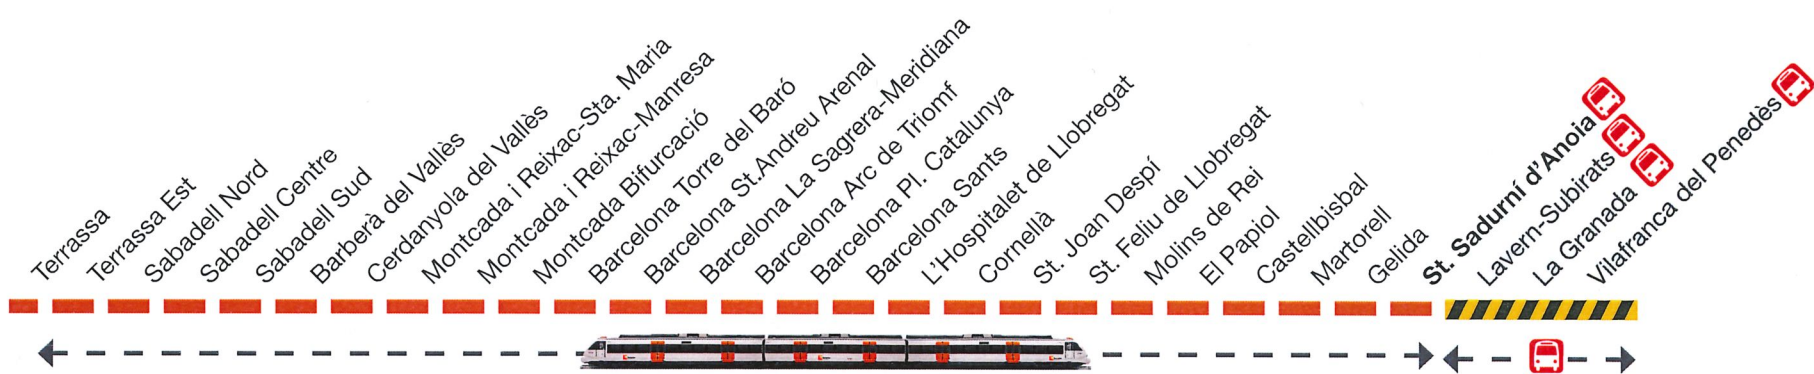 Terrassa
Terrassa Est
Sabadell Nord
Sabadell Centre
Sabadell Sud
Barberà del Vallès
Cerdanyola del Vallès
Montcada i Reixac-Sta. Maria
Montcada i Reixac-Manresa
Montcada Bifurcació
Barcelona Torre del Baró
Barcelona St.Andreu Arenal
Barcelona La Sagrera-Meridiana
Barcelona Arc de Triomf
Barcelona Pl. Catalunya
Barcelona Sants
L'Hospitalet de Llobregat
Cornellà
St. Joan Despí
St. Feliu de Llobregat
Molins de Rei
El Papiol
Castellbisbal
Martorell
Gelida
St. Sadurní d'Anoia
Lavern-Subirats
La Granada
Vilafranca del Penedès